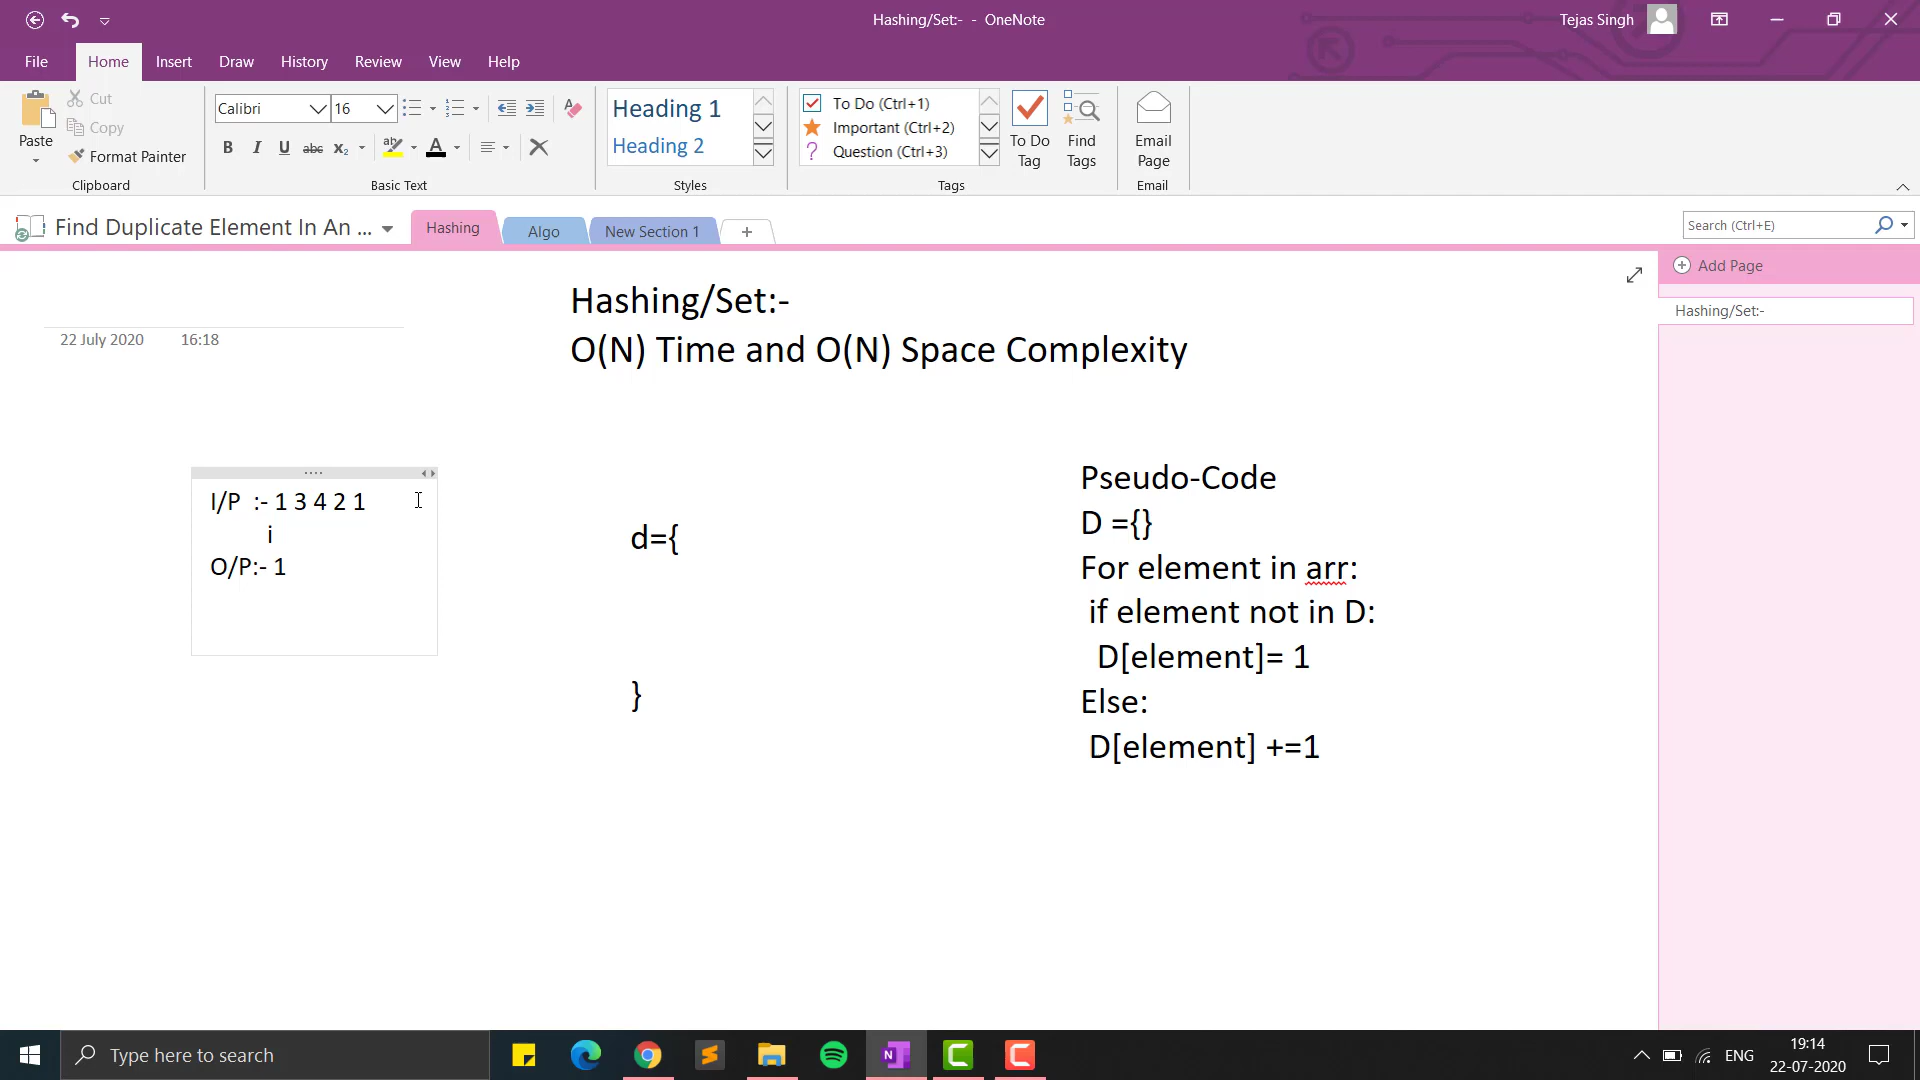 Hashing/Set:- - OneNote
Tejas Singh
File Home Insert Draw History Review View Help
Paste
Cut
Copy
Format Painter
Clipboard
Calibri 16
B I U abc x₂ ab A
Basic Text
Heading 1
Heading 2
Styles
To Do (Ctrl+1)
Important (Ctrl+2)
Question (Ctrl+3)
Tags
To Do Tag
Find Tags
Email Page
Email
Find Duplicate Element In An ...
Hashing
Algo
New Section 1
Search (Ctrl+E)
Add Page
Hashing/Set:-
22 July 2020 16:18
Hashing/Set:-
O(N) Time and O(N) Space Complexity
I/P :- 1 3 4 2 1
i
O/P:- 1
d={
}
Pseudo-Code
D ={}
For element in arr:
if element not in D:
D[element]= 1
Else:
D[element] +=1
Type here to search
ENG
19:14
22-07-2020